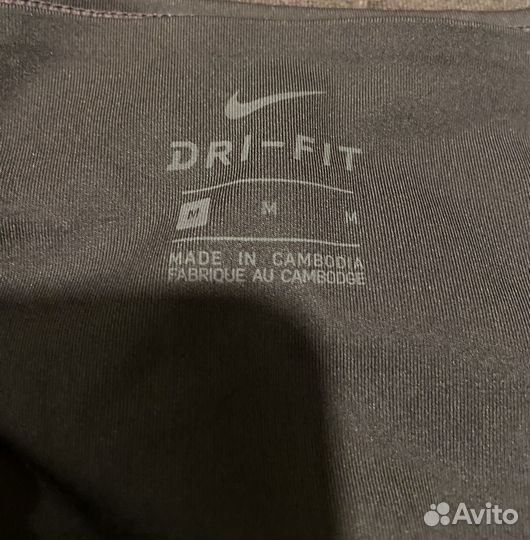 DRI-FIT
M M M
MADE IN CAMBODIA
FABRIQUE AU CAMBODGE
Avito